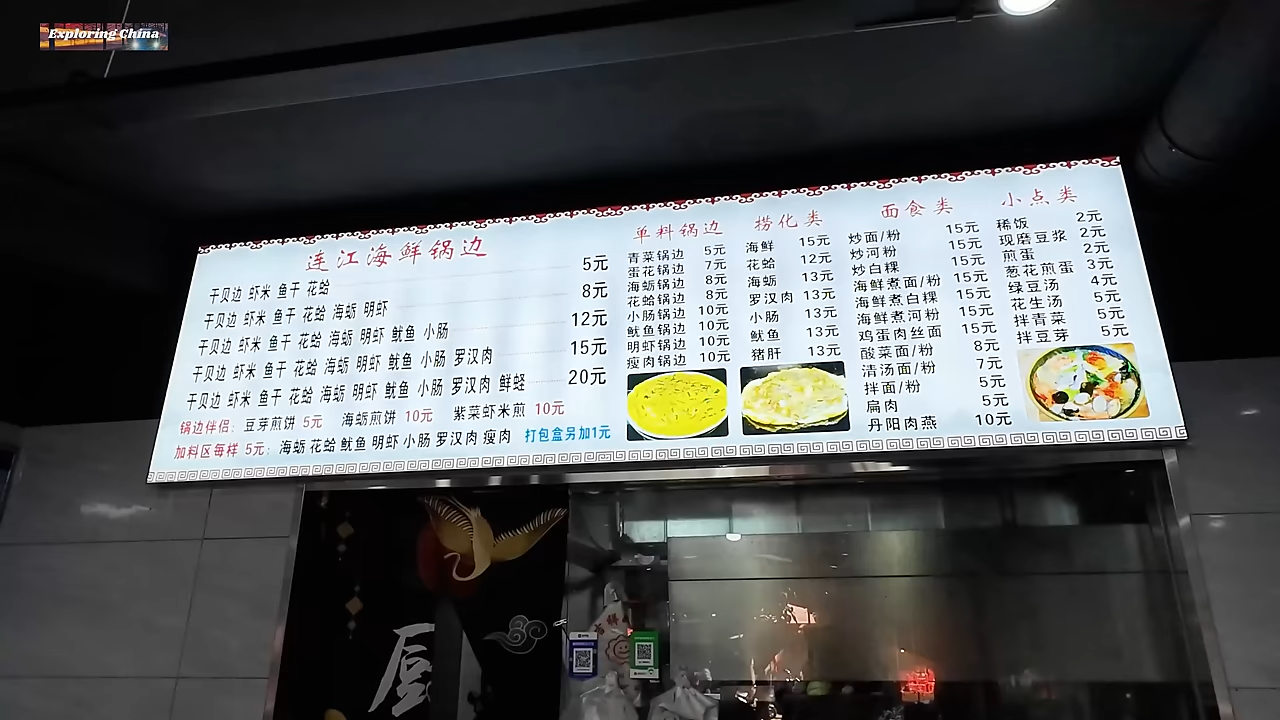 Exploring China
连江海鲜锅边
干贝边 虾米 鱼干 花蛤 5元
干贝边 虾米 鱼干 花蛤 海蛎 明虾 8元
干贝边 虾米 鱼干 花蛤 海蛎 明虾 鱿鱼 小肠 12元
干贝边 虾米 鱼干 花蛤 海蛎 明虾 鱿鱼 小肠 罗汉肉 15元
干贝边 虾米 鱼干 花蛤 海蛎 明虾 鱿鱼 小肠 罗汉肉 鲜蛏 20元
锅边伴侣: 豆芽煎饼 5元 海蛎煎饼 10元 紫菜虾米煎 10元
加料区每样 5元: 海蛎 花蛤 鱿鱼 明虾 小肠 罗汉肉 瘦肉 打包盒另加1元
单料锅边
青菜锅边 5元
蛋花锅边 7元
海蛎锅边 8元
花蛤锅边 8元
小肠锅边 10元
鱿鱼锅边 10元
明虾锅边 10元
瘦肉锅边 10元
捞化类
海鲜 15元
花蛤 12元
海蛎 13元
罗汉肉 13元
小肠 13元
鱿鱼 13元
猪肝 13元
面食类
炒面/粉 15元
炒河粉 15元
炒白粿 15元
海鲜煮面/粉 15元
海鲜煮白粿 15元
海鲜煮河粉 15元
鸡蛋肉丝面 15元
酸菜面/粉 8元
清汤面/粉 7元
拌面/粉 5元
扁肉 5元
丹阳肉燕 10元
小点类
稀饭 2元
现磨豆浆 2元
煎蛋 2元
葱花煎蛋 3元
绿豆汤 4元
花生汤 5元
拌青菜 5元
拌豆芽 5元
厨